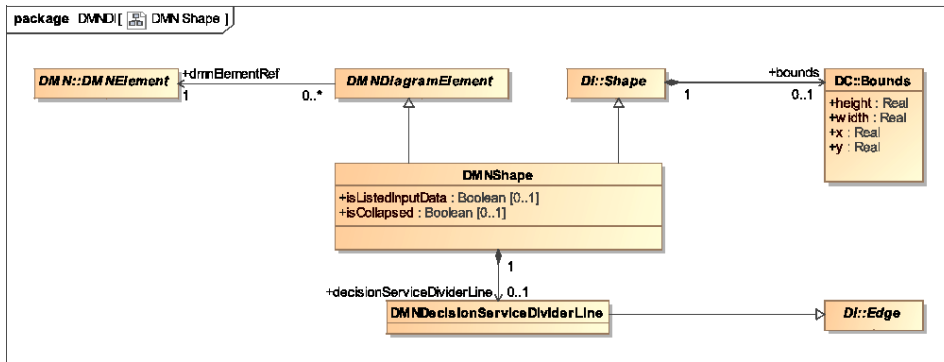 package DMNDI[ DMN Shape ]
DMN::DMNElement
+dmnElementRef
1
0..*
DMNDiagramElement
DI::Shape
1
+bounds
0..1
DC::Bounds
+height : Real
+width : Real
+x : Real
+y : Real
DMNShape
+isListedInputData : Boolean [0..1]
+isCollapsed : Boolean [0..1]
1
+decisionServiceDividerLine
0..1
DMNDecisionServiceDividerLine
DI::Edge